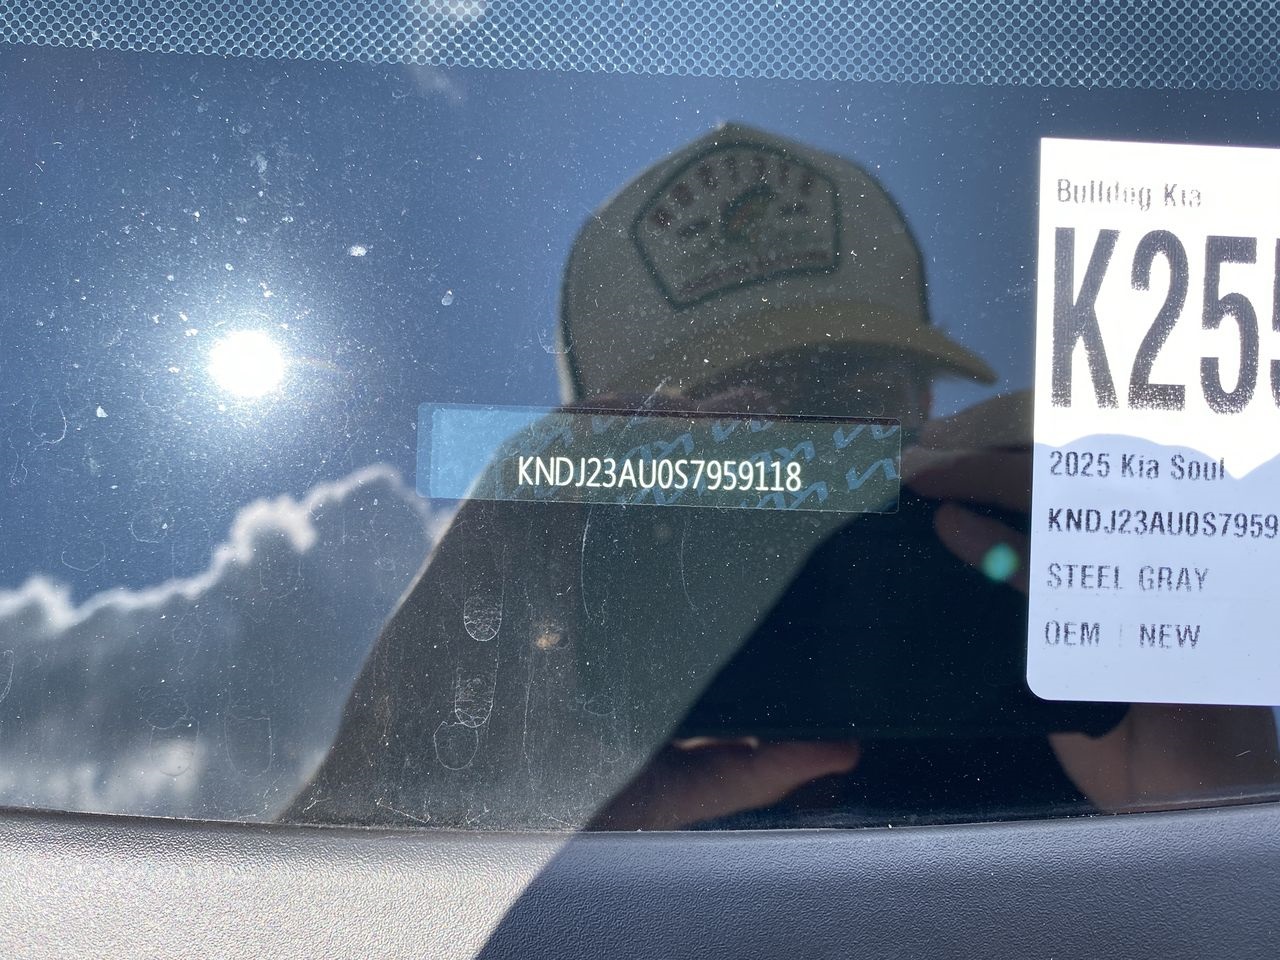 KNDJ23AU0S7959118
Bulldog Kia
K255
2025 Kia Soul
KNDJ23AU0S7959
STEEL GRAY
OEM NEW